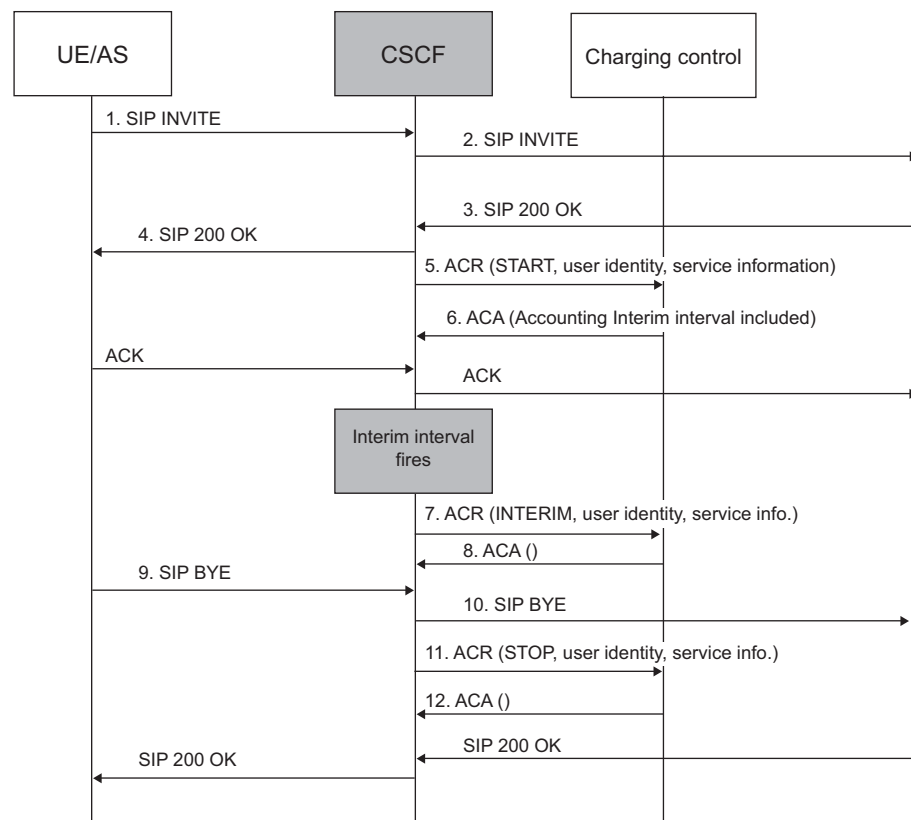 UE/AS
CSCF
Charging control
1. SIP INVITE
2. SIP INVITE
3. SIP 200 OK
4. SIP 200 OK
5. ACR (START, user identity, service information)
6. ACA (Accounting Interim interval included)
ACK
ACK
Interim interval
fires
7. ACR (INTERIM, user identity, service info.)
8. ACA ()
9. SIP BYE
10. SIP BYE
11. ACR (STOP, user identity, service info.)
12. ACA ()
SIP 200 OK
SIP 200 OK